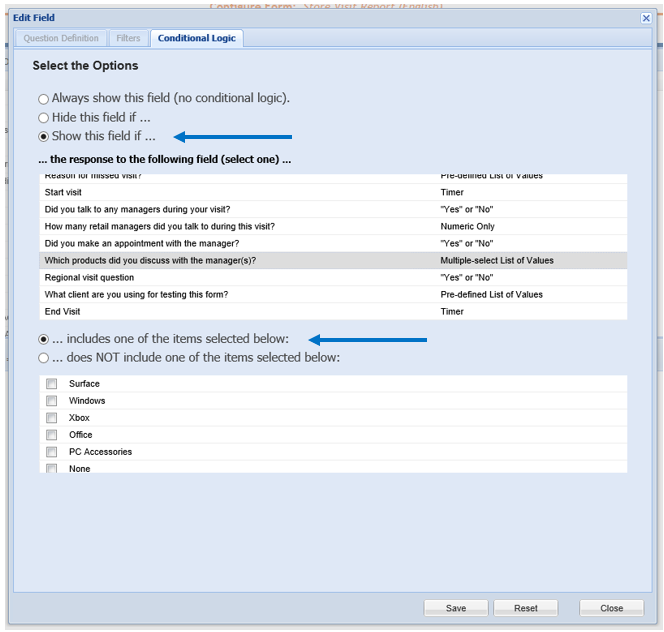 Configure Form: Store Visit Report (English)
Edit Field
Question Definition
Filters
Conditional Logic
Select the Options
Always show this field (no conditional logic).
Hide this field if ...
Show this field if ...
... the response to the following field (select one) ...
Reason for missed visit? Pre-defined List of Values
Start visit Timer
Did you talk to any managers during your visit? "Yes" or "No"
How many retail managers did you talk to during this visit? Numeric Only
Did you make an appointment with the manager? "Yes" or "No"
Which products did you discuss with the manager(s)? Multiple-select List of Values
Regional visit question "Yes" or "No"
What client are you using for testing this form? Pre-defined List of Values
End Visit Timer
... includes one of the items selected below:
... does NOT include one of the items selected below:
Surface
Windows
Xbox
Office
PC Accessories
None
Save
Reset
Close